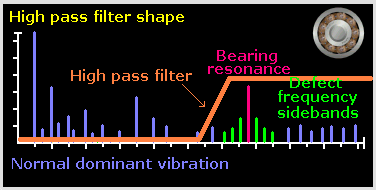 High pass filter shape
Bearing
resonance
High pass filter
Defect
frequency
sidebands
Normal dominant vibration